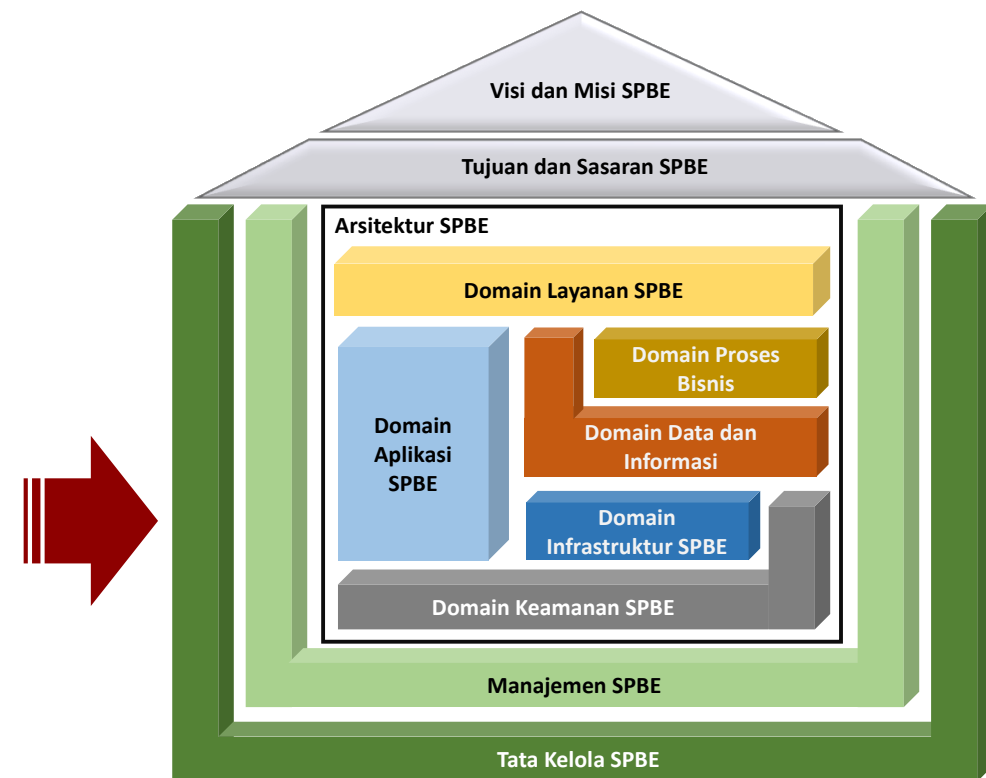 Visi dan Misi SPBE
Tujuan dan Sasaran SPBE
Arsitektur SPBE
Domain Layanan SPBE
Domain Proses
Bisnis
Domain
Aplikasi
SPBE
Domain Data dan
Informasi
Domain
Infrastruktur SPBE
Domain Keamanan SPBE
Manajemen SPBE
Tata Kelola SPBE